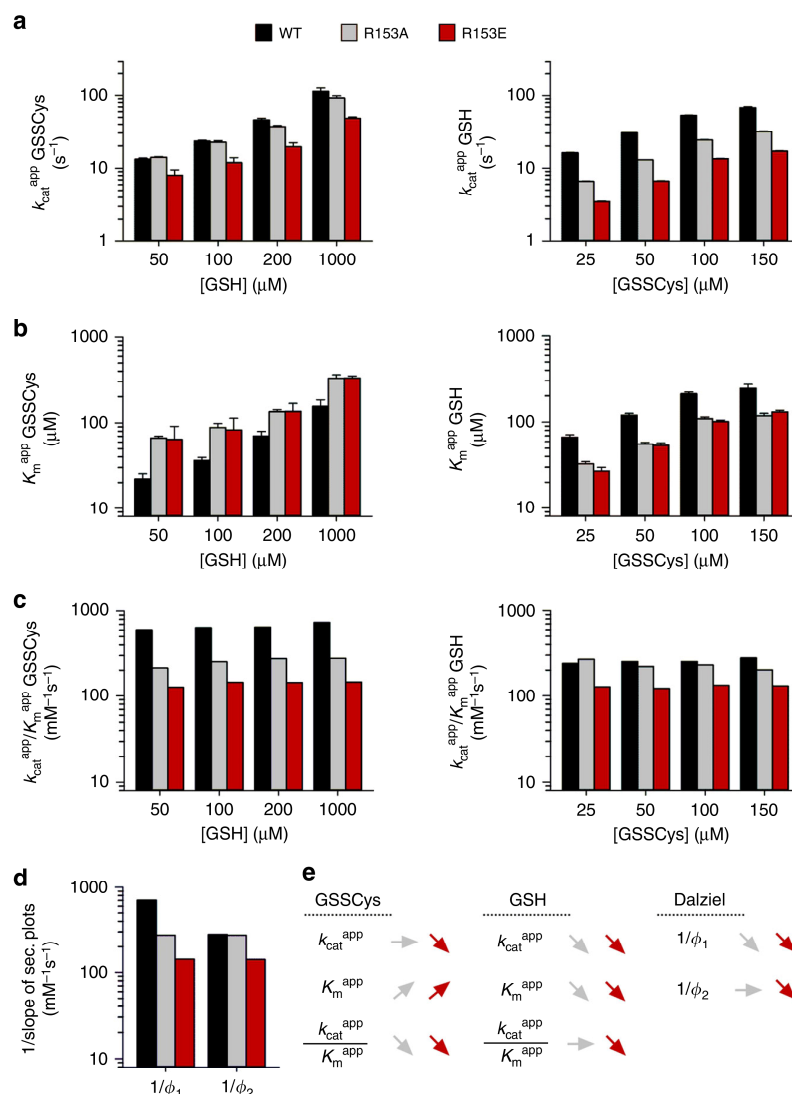 a
WT R153A R153E
k_cat^app GSSCys (s⁻¹)
100
10
1
50 100 200 1000
[GSH] (μM)
k_cat^app GSH (s⁻¹)
100
10
1
25 50 100 150
[GSSCys] (μM)
b
K_m^app GSSCys (μM)
1000
100
10
50 100 200 1000
[GSH] (μM)
K_m^app GSH (μM)
1000
100
10
25 50 100 150
[GSSCys] (μM)
c
k_cat^app/K_m^app GSSCys (mM⁻¹s⁻¹)
1000
100
10
50 100 200 1000
[GSH] (μM)
k_cat^app/K_m^app GSH (mM⁻¹s⁻¹)
1000
100
10
25 50 100 150
[GSSCys] (μM)
d
1/slope of sec. plots (mM⁻¹s⁻¹)
1000
100
10
1/ϕ₁ 1/ϕ₂
e
GSSCys GSH Dalziel
k_cat^app k_cat^app 1/ϕ₁
K_m^app K_m^app 1/ϕ₂
k_cat^app k_cat^app
K_m^app K_m^app